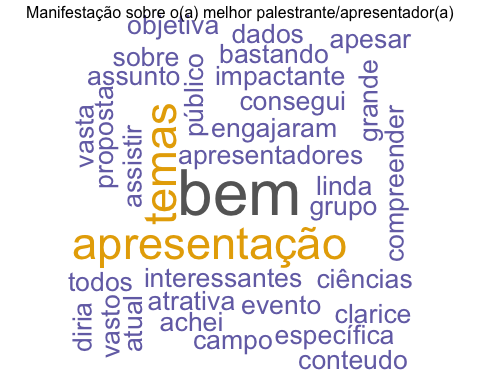 Manifestação sobre o(a) melhor palestrante/apresentador(a)
objetiva
dados
apesar
sobre
bastando
assunto
impactante
público
grande
vasta
proposta
consegui
temas
assistir
engajaram
compreender
apresentadores
bem
linda
grupo
apresentação
todos
interessantes
ciências
atrativa
evento
diria
vasto
atual
achei
clarice
campo
específica
conteudo